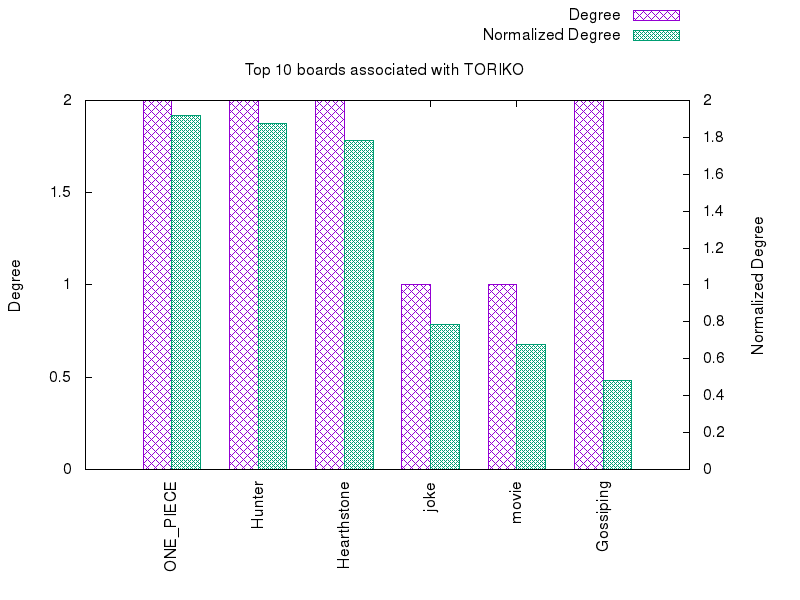 Degree
Normalized Degree
Top 10 boards associated with TORIKO
2
1.5
1
0.5
0
Degree
2
1.8
1.6
1.4
1.2
1
0.8
0.6
0.4
0.2
0
Normalized Degree
ONE_PIECE
Hunter
Hearthstone
joke
movie
Gossiping